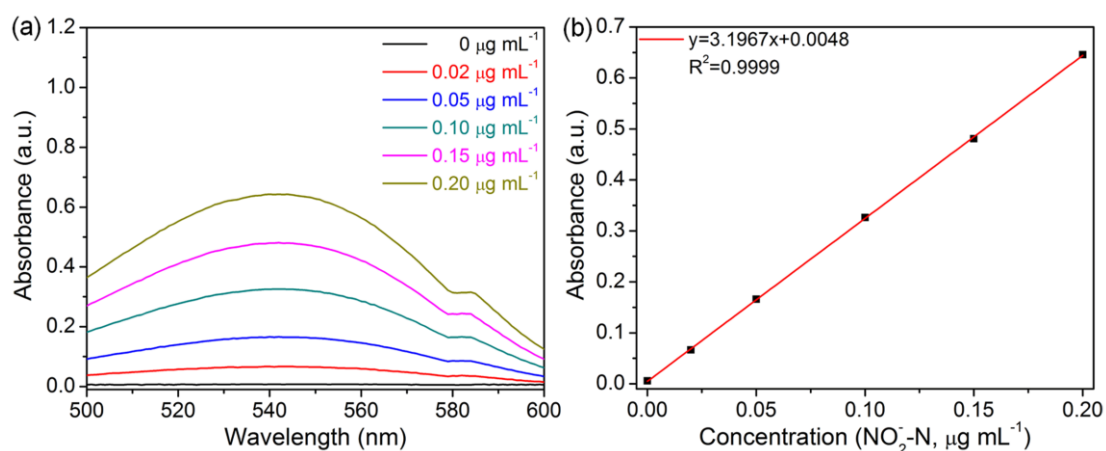 (a)
1.2
1.0
0.8
0.6
0.4
0.2
0.0
Absorbance (a.u.)
0 μg mL⁻¹
0.02 μg mL⁻¹
0.05 μg mL⁻¹
0.10 μg mL⁻¹
0.15 μg mL⁻¹
0.20 μg mL⁻¹
500 520 540 560 580 600
Wavelength (nm)
(b)
0.7
0.6
0.5
0.4
0.3
0.2
0.1
0.0
Absorbance (a.u.)
y=3.1967x+0.0048
R²=0.9999
0.00 0.05 0.10 0.15 0.20
Concentration (NO₂⁻-N, μg mL⁻¹)